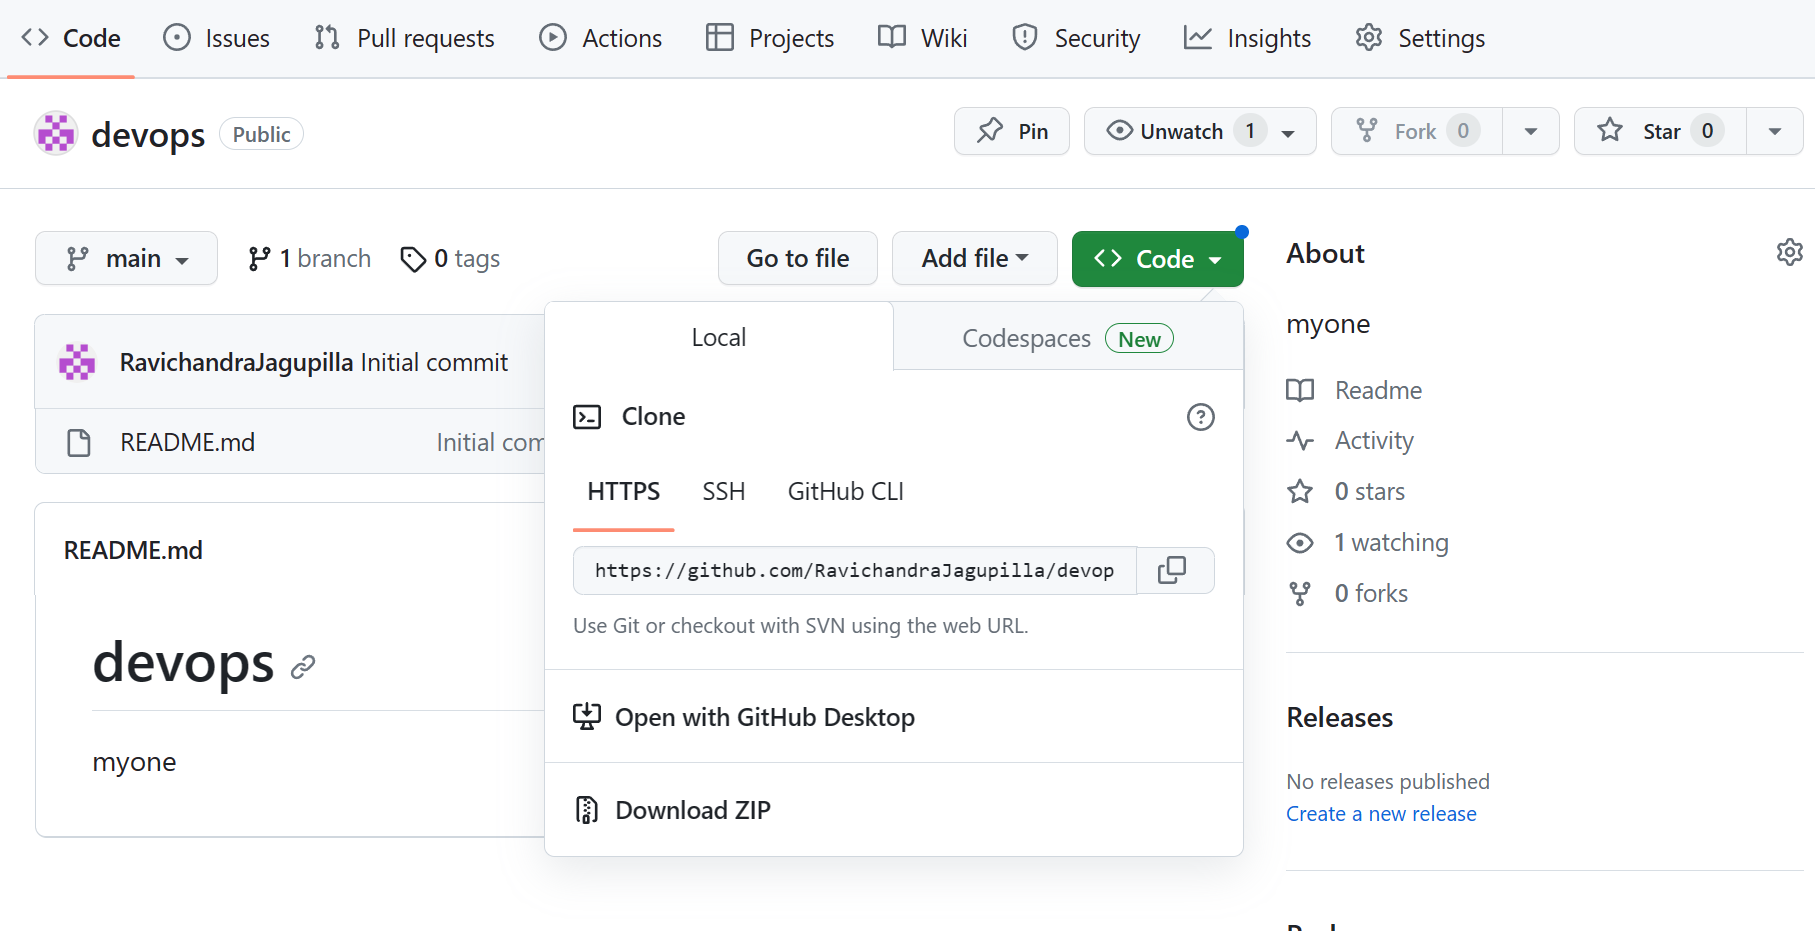 Code Issues Pull requests Actions Projects Wiki Security Insights Settings
devops Public Pin Unwatch 1 Fork 0 Star 0
main 1 branch 0 tags Go to file Add file Code
RavichandraJagupilla Initial commit
README.md Initial com
README.md
devops
myone
Local Codespaces New
Clone
HTTPS SSH GitHub CLI
https://github.com/RavichandraJagupilla/devop
Use Git or checkout with SVN using the web URL.
Open with GitHub Desktop
Download ZIP
About
myone
Readme
Activity
0 stars
1 watching
0 forks
Releases
No releases published
Create a new release